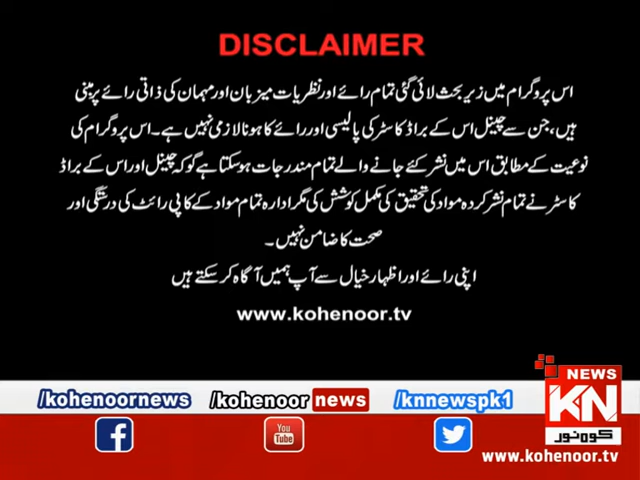 DISCLAIMER
اس پروگرام میں زیر بحث لائی گئی تمام رائے اور نظریات میزبان اور مہمان کی ذاتی رائے پر مبنی
ہیں، جن سے چینل اس کے براڈ کاسٹر کی پالیسی اور رائے کا ہونا لازمی نہیں ہے۔ اس پروگرام کی
نوعیت کے مطابق اس میں نشر کئے جانے والے تمام مندرجات ہوسکتا ہے گو کہ چینل اور اس کے براڈ
کاسٹر نے تمام نشر کردہ مواد کی تحقیق کی مکمل کوشش کی مگر ادارہ تمام مواد کے کاپی رائٹ کی درستگی اور
صحت کا ضامن نہیں۔
اپنی رائے اور اظہار خیال سے آپ ہمیں آگاہ کر سکتے ہیں
www.kohenoor.tv
/kohenoornews /kohenoor news /knnewspk1
You
Tube
NEWS
KN
کوہ نور
www.kohenoor.tv